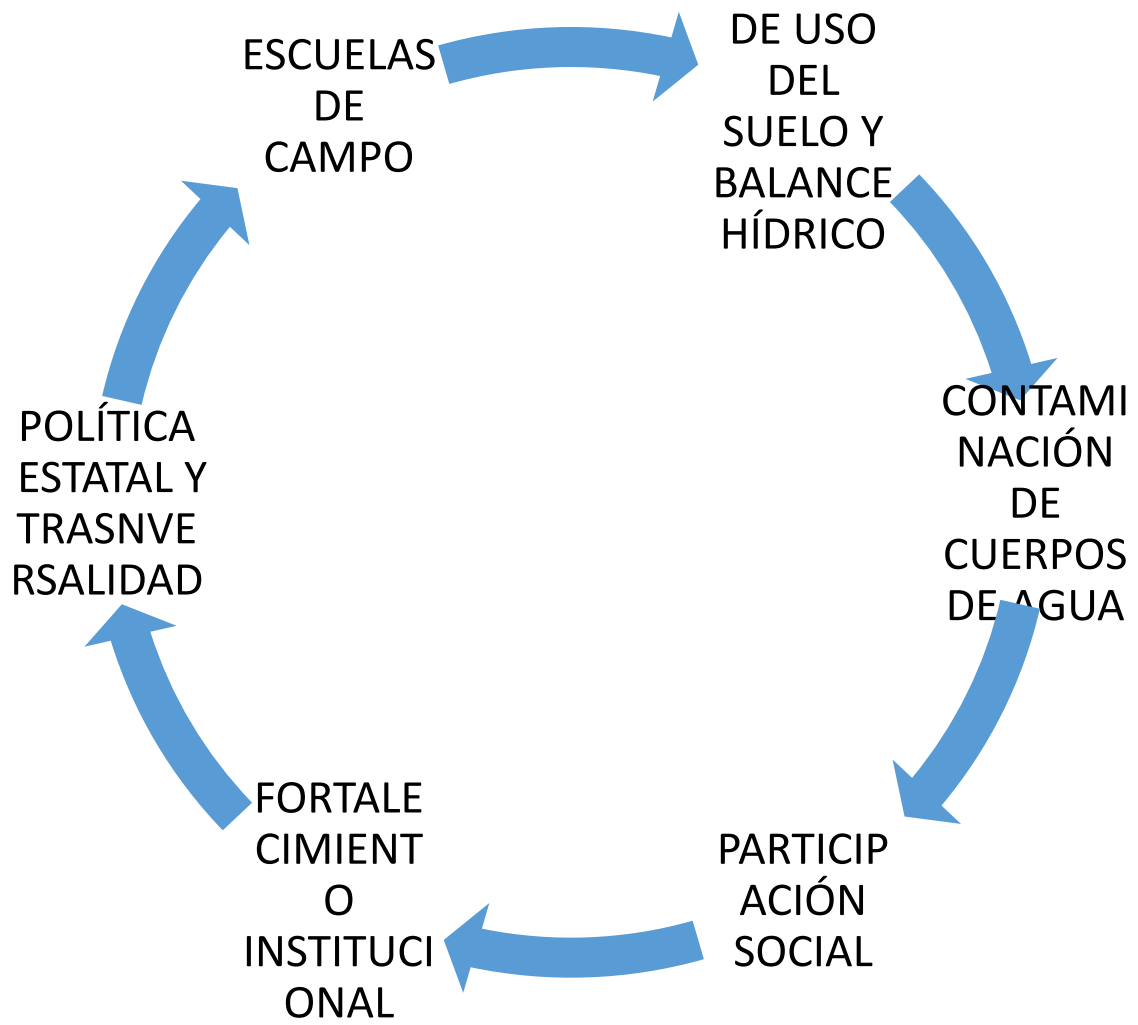 ESCUELAS
DE
CAMPO
DE USO
DEL
SUELO Y
BALANCE
HÍDRICO
CONTAMI
NACIÓN
DE
CUERPOS
DE AGUA
PARTICIP
ACIÓN
SOCIAL
FORTALE
CIMIENT
O
INSTITUCI
ONAL
POLÍTICA
ESTATAL Y
TRASNVE
RSALIDAD